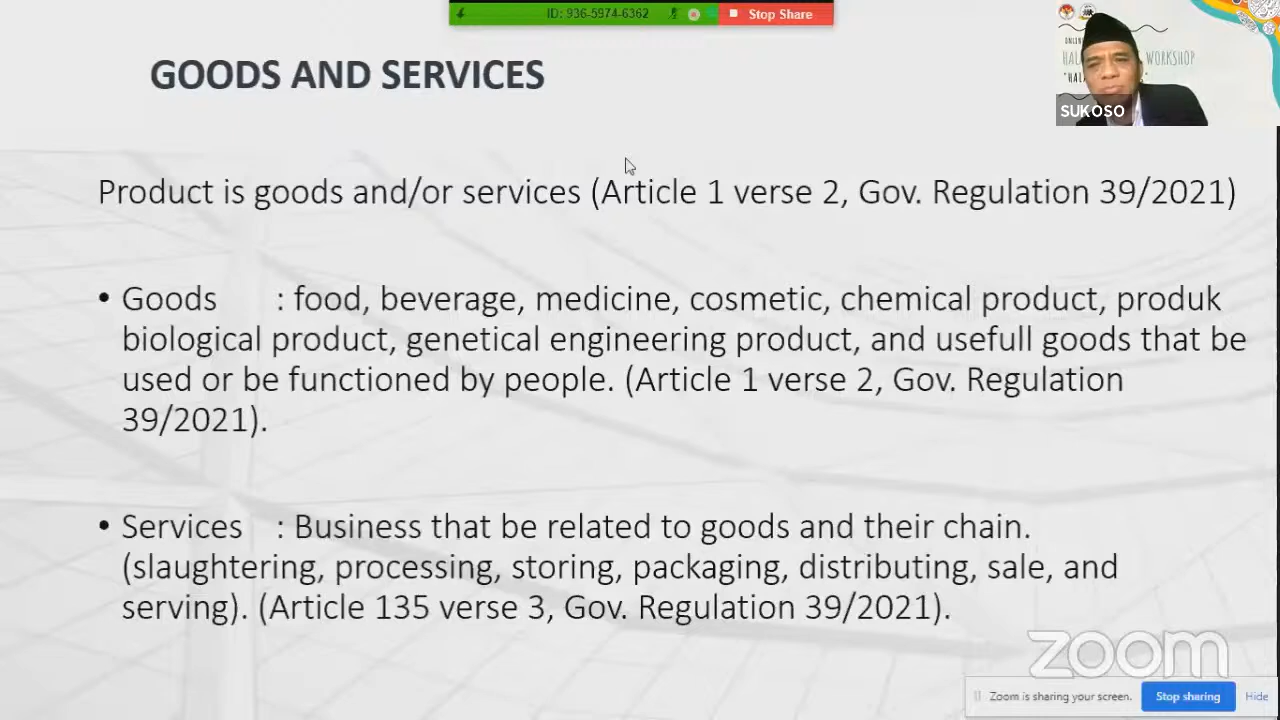 ID: 936-5974-6362
Stop Share
GOODS AND SERVICES
WORKSHOP
SUKOSO
Product is goods and/or services (Article 1 verse 2, Gov. Regulation 39/2021)
• Goods : food, beverage, medicine, cosmetic, chemical product, produk
biological product, genetical engineering product, and usefull goods that be
used or be functioned by people. (Article 1 verse 2, Gov. Regulation
39/2021).
• Services : Business that be related to goods and their chain.
(slaughtering, processing, storing, packaging, distributing, sale, and
serving). (Article 135 verse 3, Gov. Regulation 39/2021).
zoom
Zoom is sharing your screen.
Stop sharing
Hide